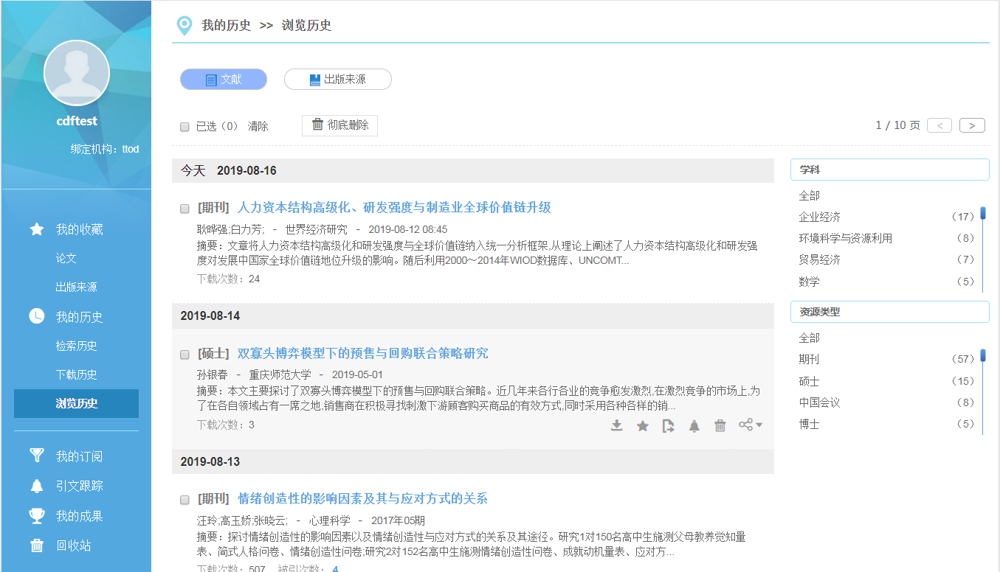 cdftest
绑定机构：ttod
我的收藏
论文
出版来源
我的历史
检索历史
下载历史
浏览历史
我的订阅
引文跟踪
我的成果
回收站
我的历史 >> 浏览历史
文献 出版来源
已选（0） 清除 彻底删除 1 / 10 页 < >
今天 2019-08-16
[期刊] 人力资本结构高级化、研发强度与制造业全球价值链升级
耿晔强;白力芳; - 世界经济研究 - 2019-08-12 08:45
摘要：文章将人力资本结构高级化和研发强度与全球价值链纳入统一分析框架,从理论上阐述了人力资本结构高级化和研发强
度对发展中国家全球价值链地位升级的影响。随后利用2000～2014年WIOD数据库、UNCOMT...
下载次数：24
2019-08-14
[硕士] 双寡头博弈模型下的预售与回购联合策略研究
孙银春 - 重庆师范大学 - 2019-05-01
摘要：本文主要探讨了双寡头博弈模型下的预售与回购联合策略。近几年来各行各业的竞争愈发激烈,在激烈竞争的市场上,为
了在各自领域占有一席之地,销售商在积极寻找刺激下游顾客购买商品的有效方式,同时采用各种各样的销...
下载次数：3
2019-08-13
[期刊] 情绪创造性的影响因素及其与应对方式的关系
汪玲;高玉娇;张晓云; - 心理科学 - 2017年05期
摘要：探讨情绪创造性的影响因素以及情绪创造性与应对方式的关系及其途径。研究1对150名高中生施测父母教养觉知量
表、简式人格问卷、情绪创造性问卷;研究2对152名高中生施测情绪创造性问卷、成就动机量表、应对方...
下载次数：507 被引次数：4
学科
全部
企业经济 （17）
环境科学与资源利用 （8）
贸易经济 （7）
数学 （5）
资源类型
全部
期刊 （57）
硕士 （15）
中国会议 （8）
博士 （5）